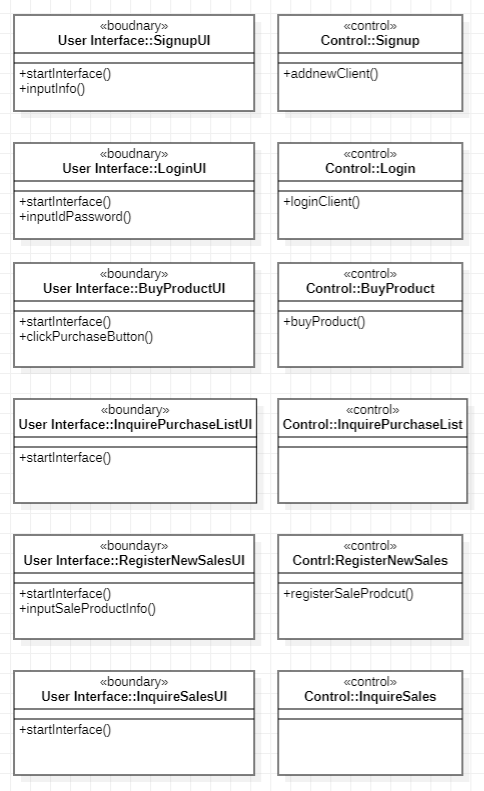 «boudnary»
User Interface::SignupUI
+startInterface()
+inputInfo()
«control»
Control::Signup
+addnewClient()
«boudnary»
User Interface::LoginUI
+startInterface()
+inputIdPassword()
«control»
Control::Login
+loginClient()
«boundary»
User Interface::BuyProductUI
+startInterface()
+clickPurchaseButton()
«control»
Control::BuyProduct
+buyProduct()
«boundary»
User Interface::InquirePurchaseListUI
+startInterface()
«control»
Control::InquirePurchaseList
«boundayr»
User Interface::RegisterNewSalesUI
+startInterface()
+inputSaleProductInfo()
«control»
Contrl:RegisterNewSales
+registerSaleProdcut()
«boundary»
User Interface::InquireSalesUI
+startInterface()
«control»
Control::InquireSales